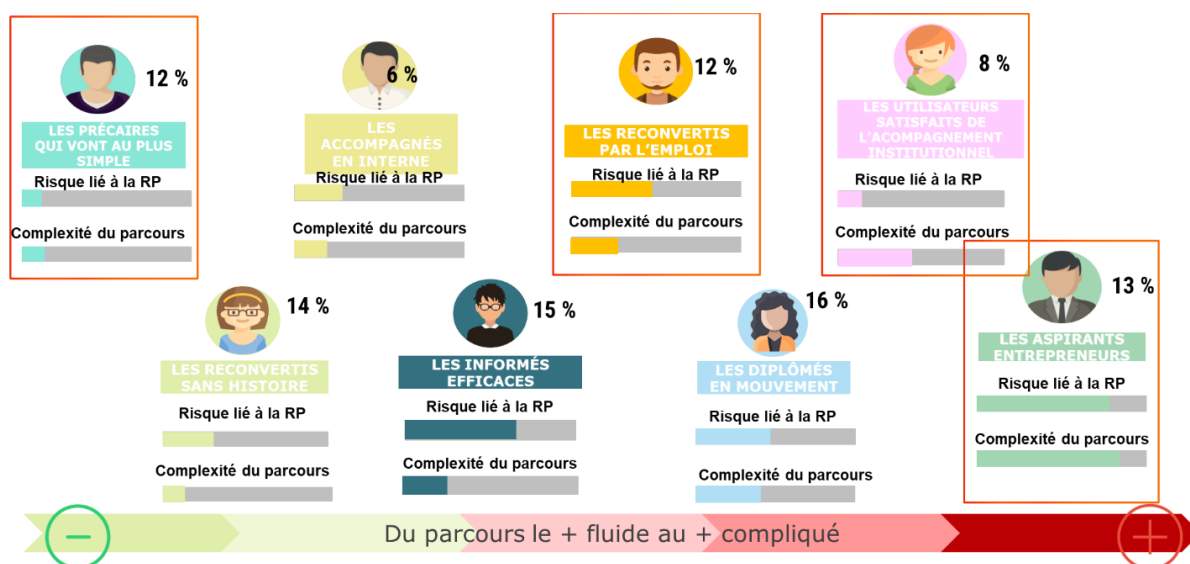 12 %
LES PRÉCAIRES
QUI VONT AU PLUS
SIMPLE
Risque lié à la RP
Complexité du parcours
6 %
LES
ACCOMPAGNÉS
EN INTERNE
Risque lié à la RP
Complexité du parcours
12 %
LES RECONVERTIS
PAR L'EMPLOI
Risque lié à la RP
Complexité du parcours
8 %
LES UTILISATEURS
SATISFAITS DE
L'ACOMPAGNEMENT
INSTITUTIONNEL
Risque lié à la RP
Complexité du parcours
14 %
LES RECONVERTIS
SANS HISTOIRE
Risque lié à la RP
Complexité du parcours
15 %
LES INFORMÉS
EFFICACES
Risque lié à la RP
Complexité du parcours
16 %
LES DIPLÔMÉS
EN MOUVEMENT
Risque lié à la RP
Complexité du parcours
13 %
LES ASPIRANTS
ENTREPRENEURS
Risque lié à la RP
Complexité du parcours
Du parcours le + fluide au + compliqué